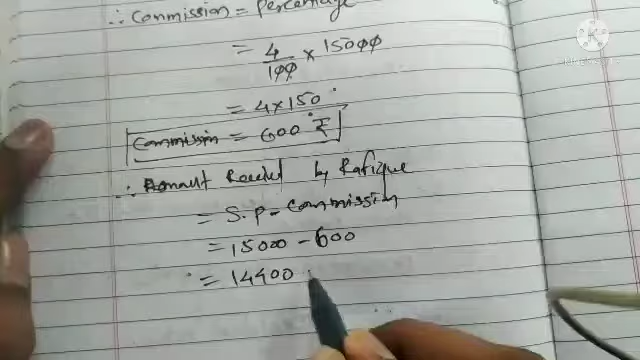 ∴ Commission = Percentage
= 4/100 × 15000
= 4×150
Commission = 600 ₹
∴ Amount Received by Rafique
= S.P - Commission
= 15000 - 600
= 14400